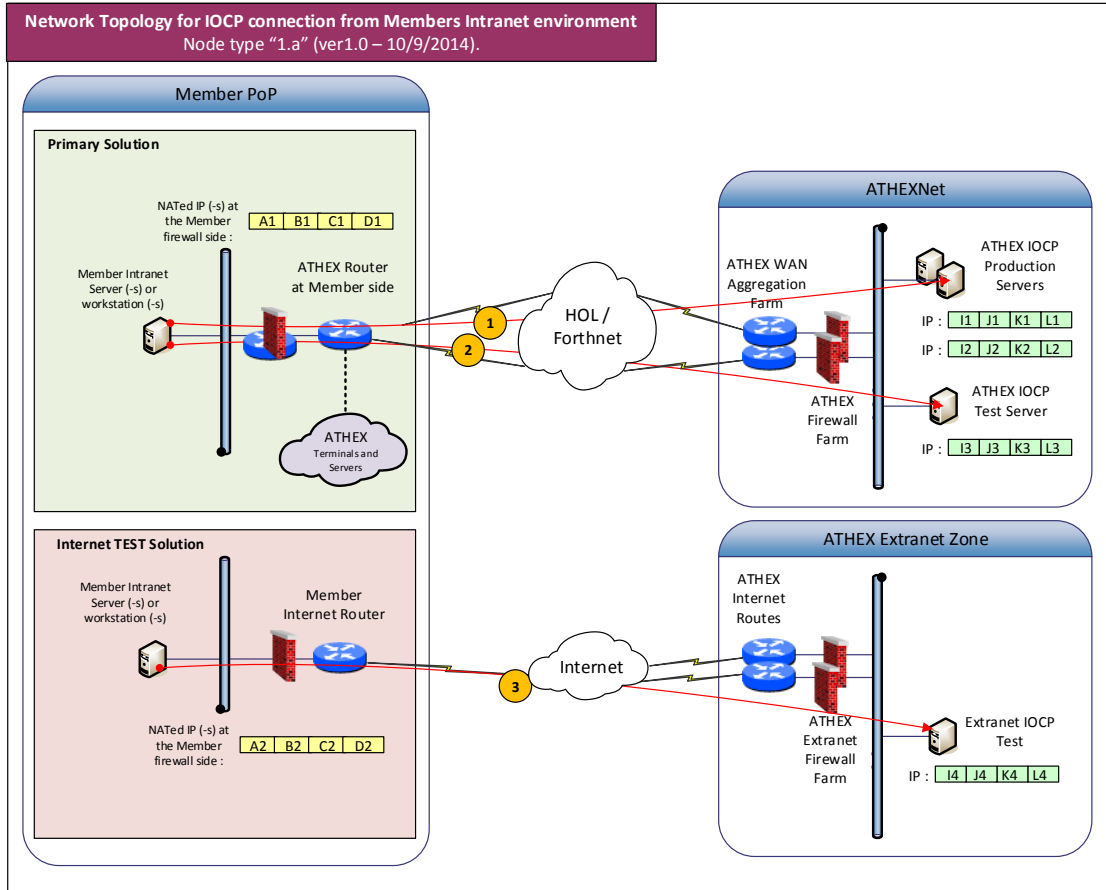 Network Topology for IOCP connection from Members Intranet environment
Node type “1.a” (ver1.0 – 10/9/2014).
Member PoP
Primary Solution
NATed IP (-s) at
the Member
firewall side :
A1 B1 C1 D1
Member Intranet
Server (-s) or
workstation (-s)
ATHEX Router
at Member side
ATHEX
Terminals and
Servers
1
2
HOL /
Forthnet
ATHEXNet
ATHEX WAN
Aggregation
Farm
ATHEX
Firewall
Farm
ATHEX IOCP
Production
Servers
IP : I1 J1 K1 L1
IP : I2 J2 K2 L2
ATHEX IOCP
Test Server
IP : I3 J3 K3 L3
Internet TEST Solution
Member Intranet
Server (-s) or
workstation (-s)
Member
Internet Router
NATed IP (-s) at
the Member
firewall side :
A2 B2 C2 D2
3
Internet
ATHEX Extranet Zone
ATHEX
Internet
Routes
ATHEX
Extranet
Firewall
Farm
Extranet IOCP
Test
IP : I4 J4 K4 L4